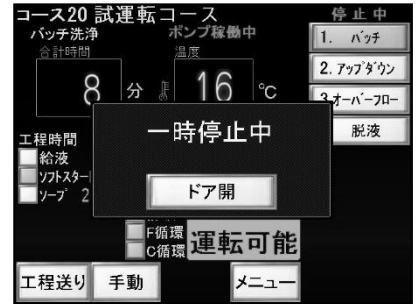 コース20 試運転コース
停止中
バッチ洗浄
ポンプ稼働中
1. バッチ
合計時間
温度
2. アップダウン
8 分
16 ℃
3.オーバーフロー
脱液
一時停止中
工程時間
給液
ソフトスター
ソープ 2
ドア開
F循環
C循環
運転可能
工程送り
手動
メニュー